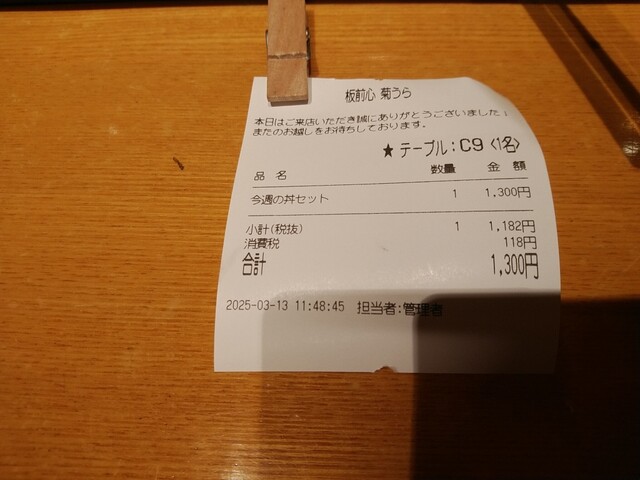 板前心 菊うら
本日はご来店いただき誠にありがとうございました。
またのお越しをお待ちしております。
★ テーブル:C9 <1名>
品 名 数量 金 額
今週の丼セット 1 1,300円
小計(税抜) 1 1,182円
消費税 118円
合計 1,300円
2025-03-13 11:48:45 担当者:管理者